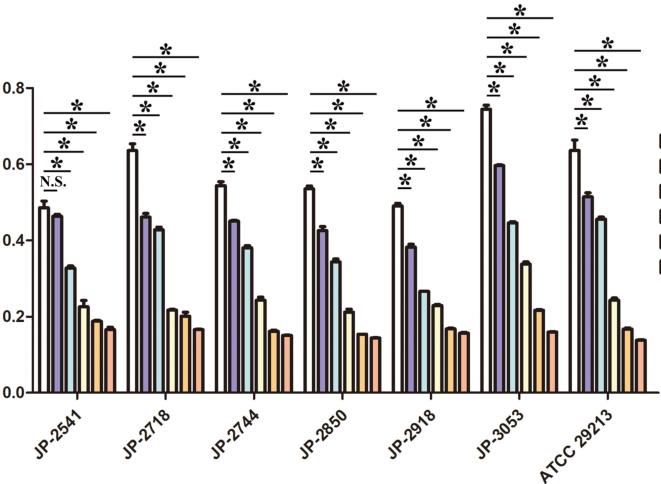 * * * * *
* * * * *
* * * * *
* * * * *
* * * * *
* * * * *
* * * *
N.S.
0.8
0.6
0.4
0.2
0.0
JP-2541
JP-2718
JP-2744
JP-2850
JP-2918
JP-3053
ATCC 29213